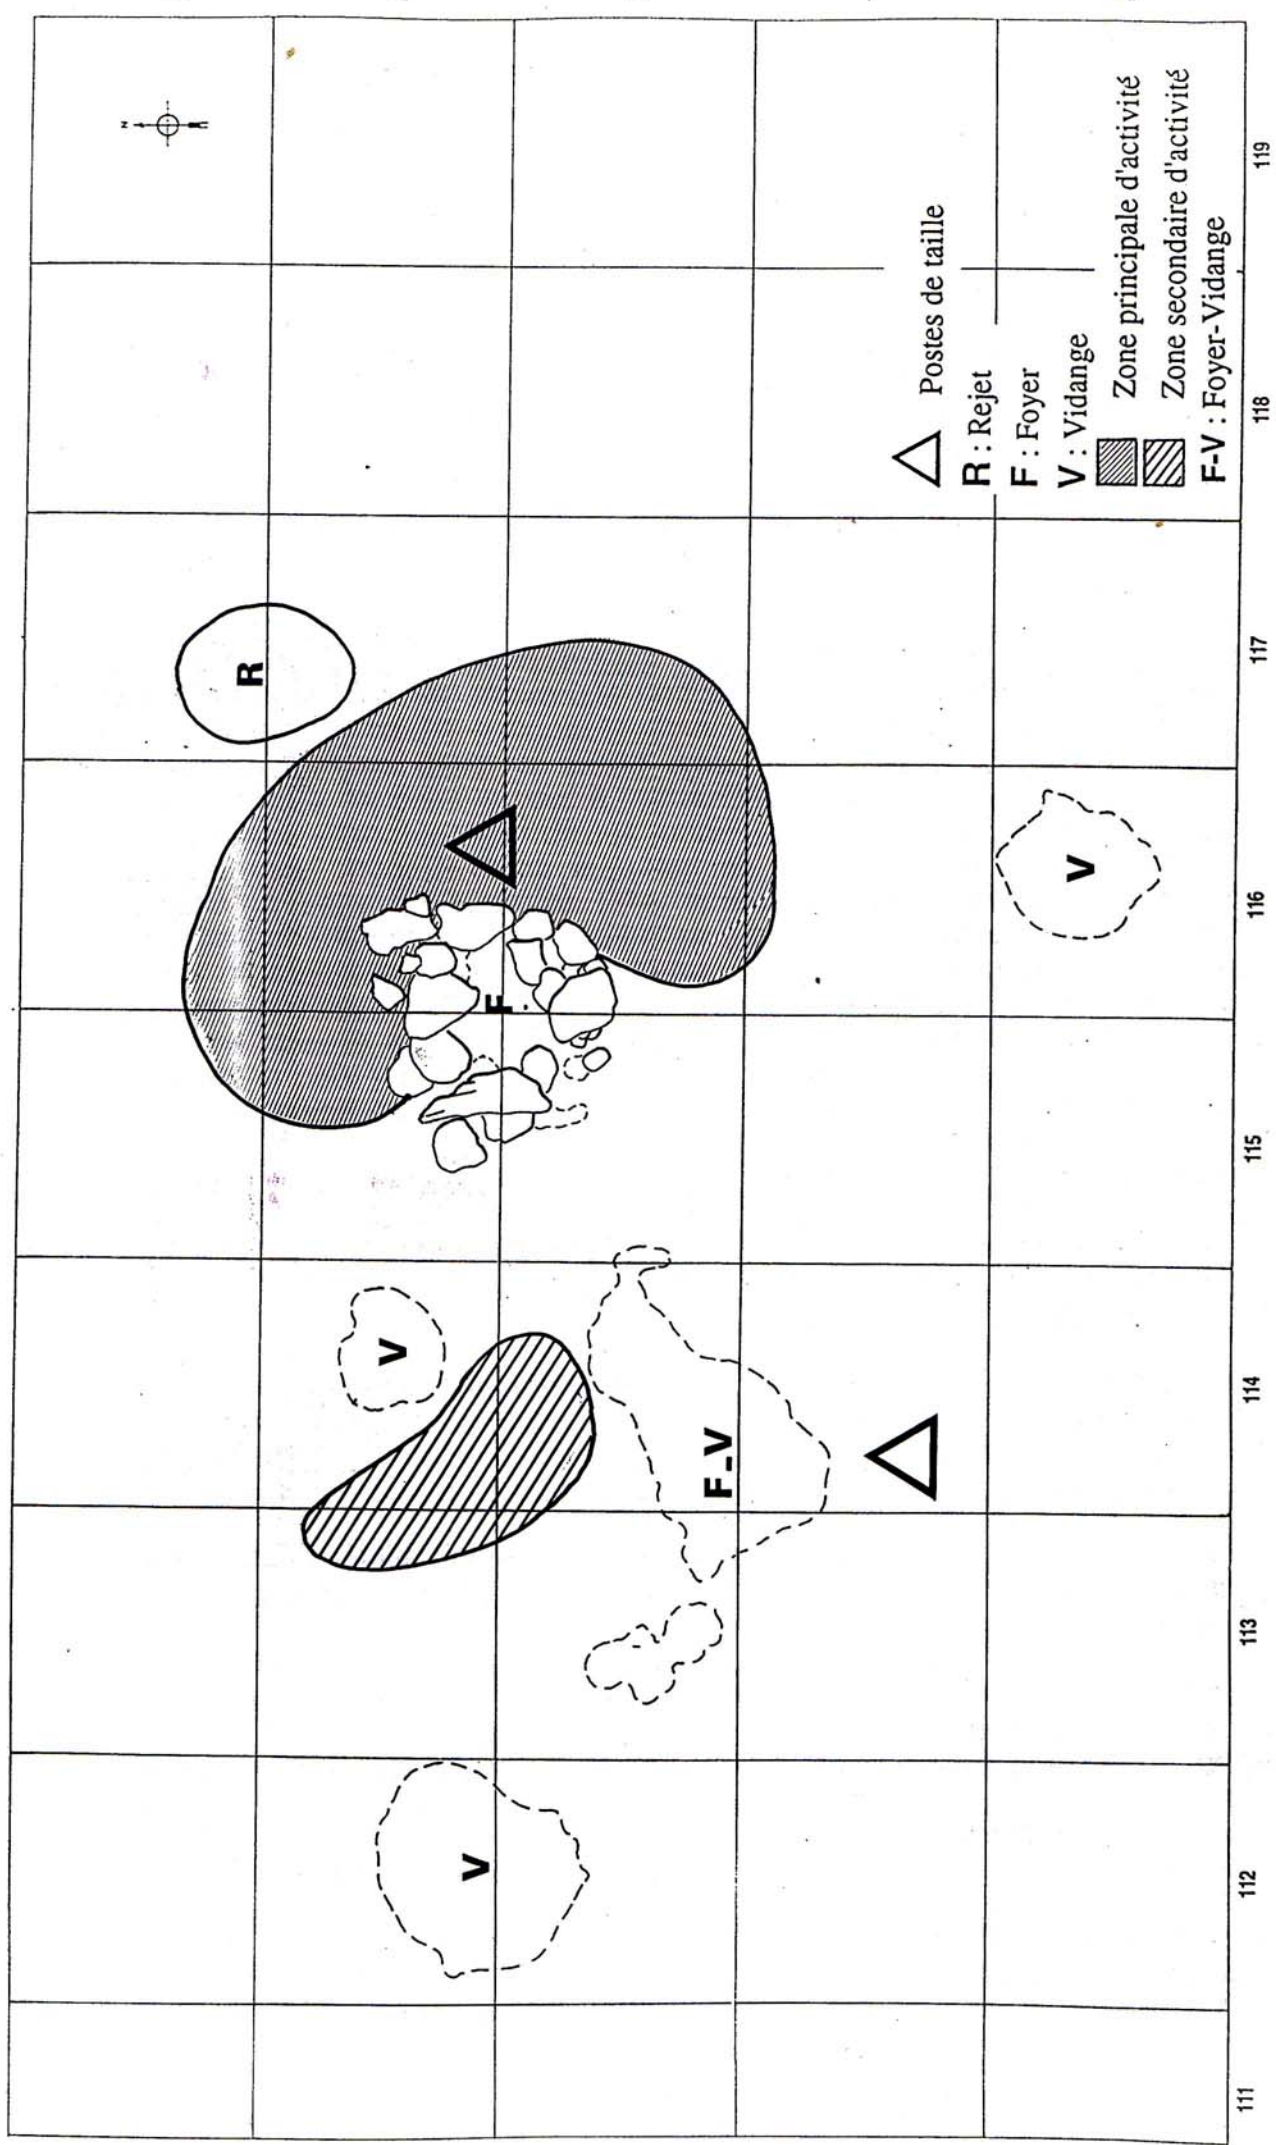 N
R
F
V
V
F-V
V
Postes de taille
R : Rejet
F : Foyer
V : Vidange
Zone principale d'activité
Zone secondaire d'activité
F-V : Foyer-Vidange
111 112 113 114 115 116 117 118 119